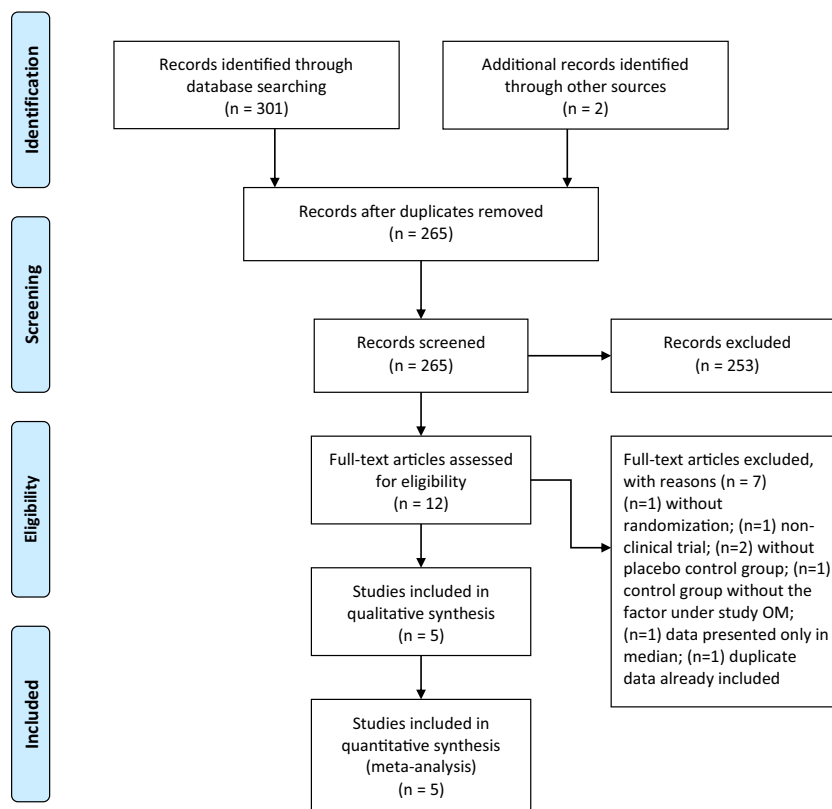 Identification
Records identified through
database searching
(n = 301)
Additional records identified
through other sources
(n = 2)
Records after duplicates removed
(n = 265)
Screening
Records screened
(n = 265)
Records excluded
(n = 253)
Eligibility
Full-text articles assessed
for eligibility
(n = 12)
Full-text articles excluded,
with reasons (n = 7)
(n=1) without
randomization; (n=1) non-
clinical trial; (n=2) without
placebo control group; (n=1)
control group without the
factor under study OM;
(n=1) data presented only in
median; (n=1) duplicate
data already included
Studies included in
qualitative synthesis
(n = 5)
Included
Studies included in
quantitative synthesis
(meta-analysis)
(n = 5)